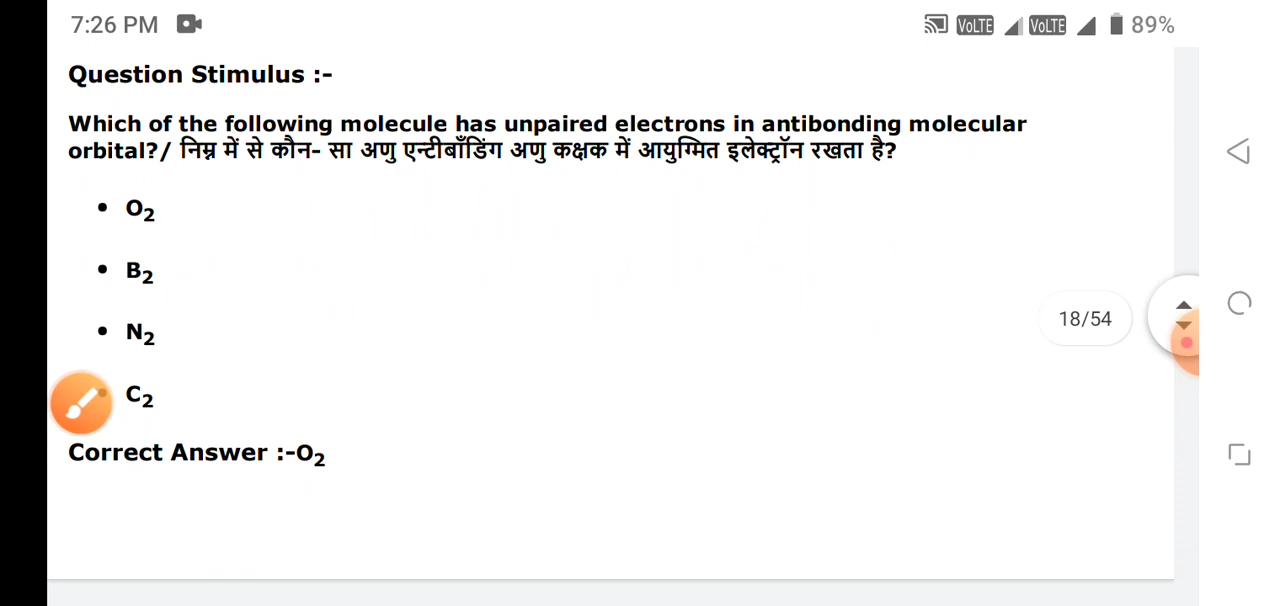 7:26 PM VoLTE VoLTE 89%
Question Stimulus :-
Which of the following molecule has unpaired electrons in antibonding molecular
orbital?/ निम्न में से कौन- सा अणु एन्टीबॉंडिंग अणु कक्षक में आयुग्मित इलेक्ट्रॉन रखता है?
• O₂
• B₂
• N₂
18/54
C₂
Correct Answer :-O₂